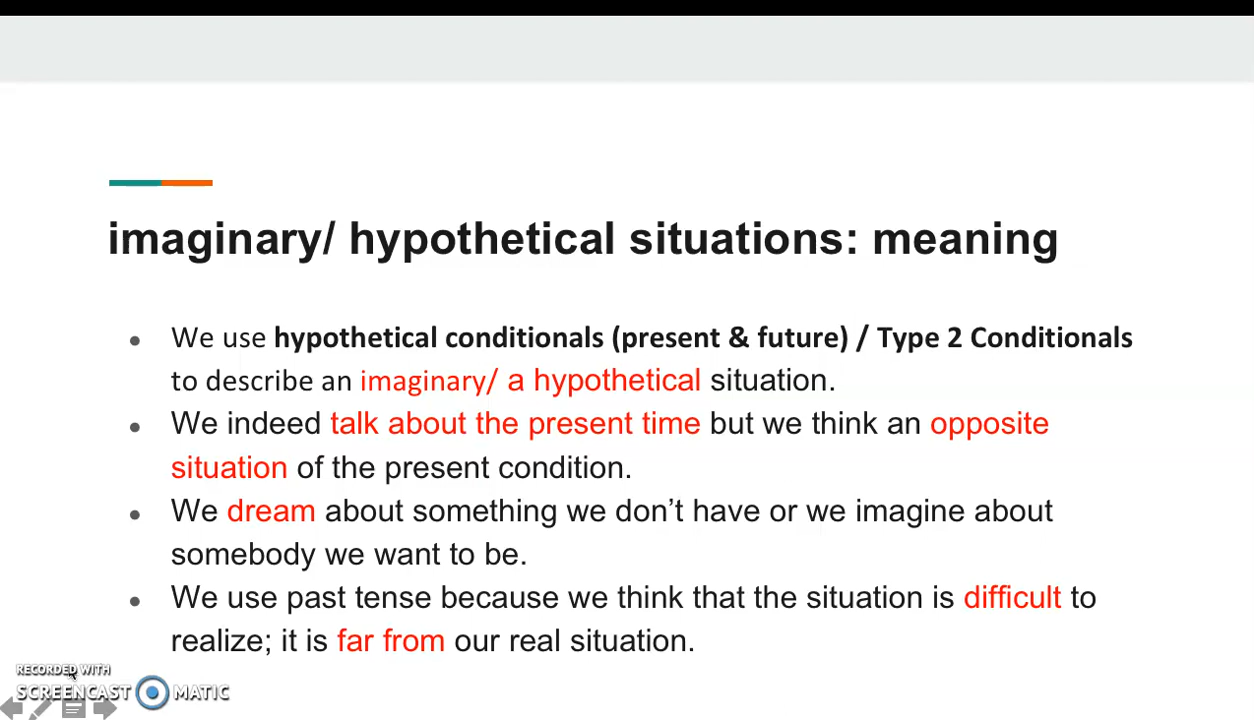 imaginary/ hypothetical situations: meaning
We use hypothetical conditionals (present & future) / Type 2 Conditionals
to describe an imaginary/ a hypothetical situation.
We indeed talk about the present time but we think an opposite
situation of the present condition.
We dream about something we don't have or we imagine about
somebody we want to be.
We use past tense because we think that the situation is difficult to
realize; it is far from our real situation.
RECORDED WITH
SCREENCAST MATIC